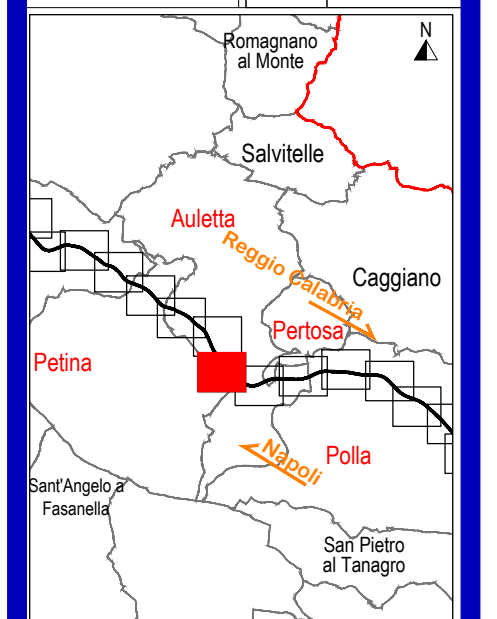 N
Romagnano
al Monte
Salvitelle
Auletta
Reggio Calabria
Caggiano
Pertosa
Petina
Napoli
Polla
Sant'Angelo a
Fasanella
San Pietro
al Tanagro